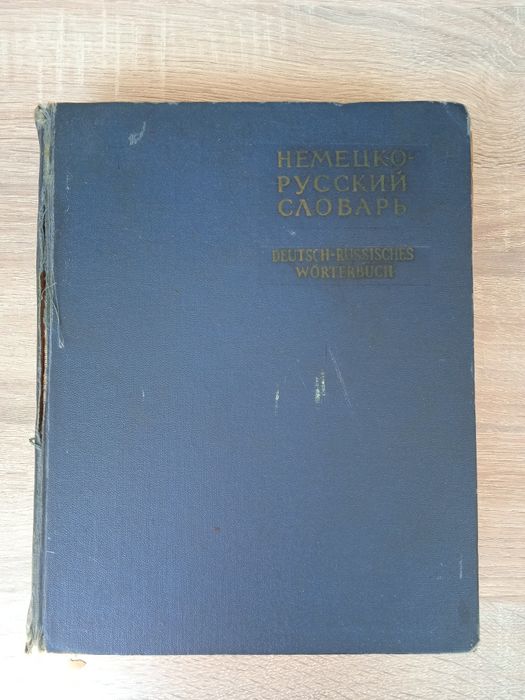 НЕМЕЦКО-
РУССКИЙ
СЛОВАРЬ
DEUTSCH-RUSSISCHES
WÖRTERBUCH